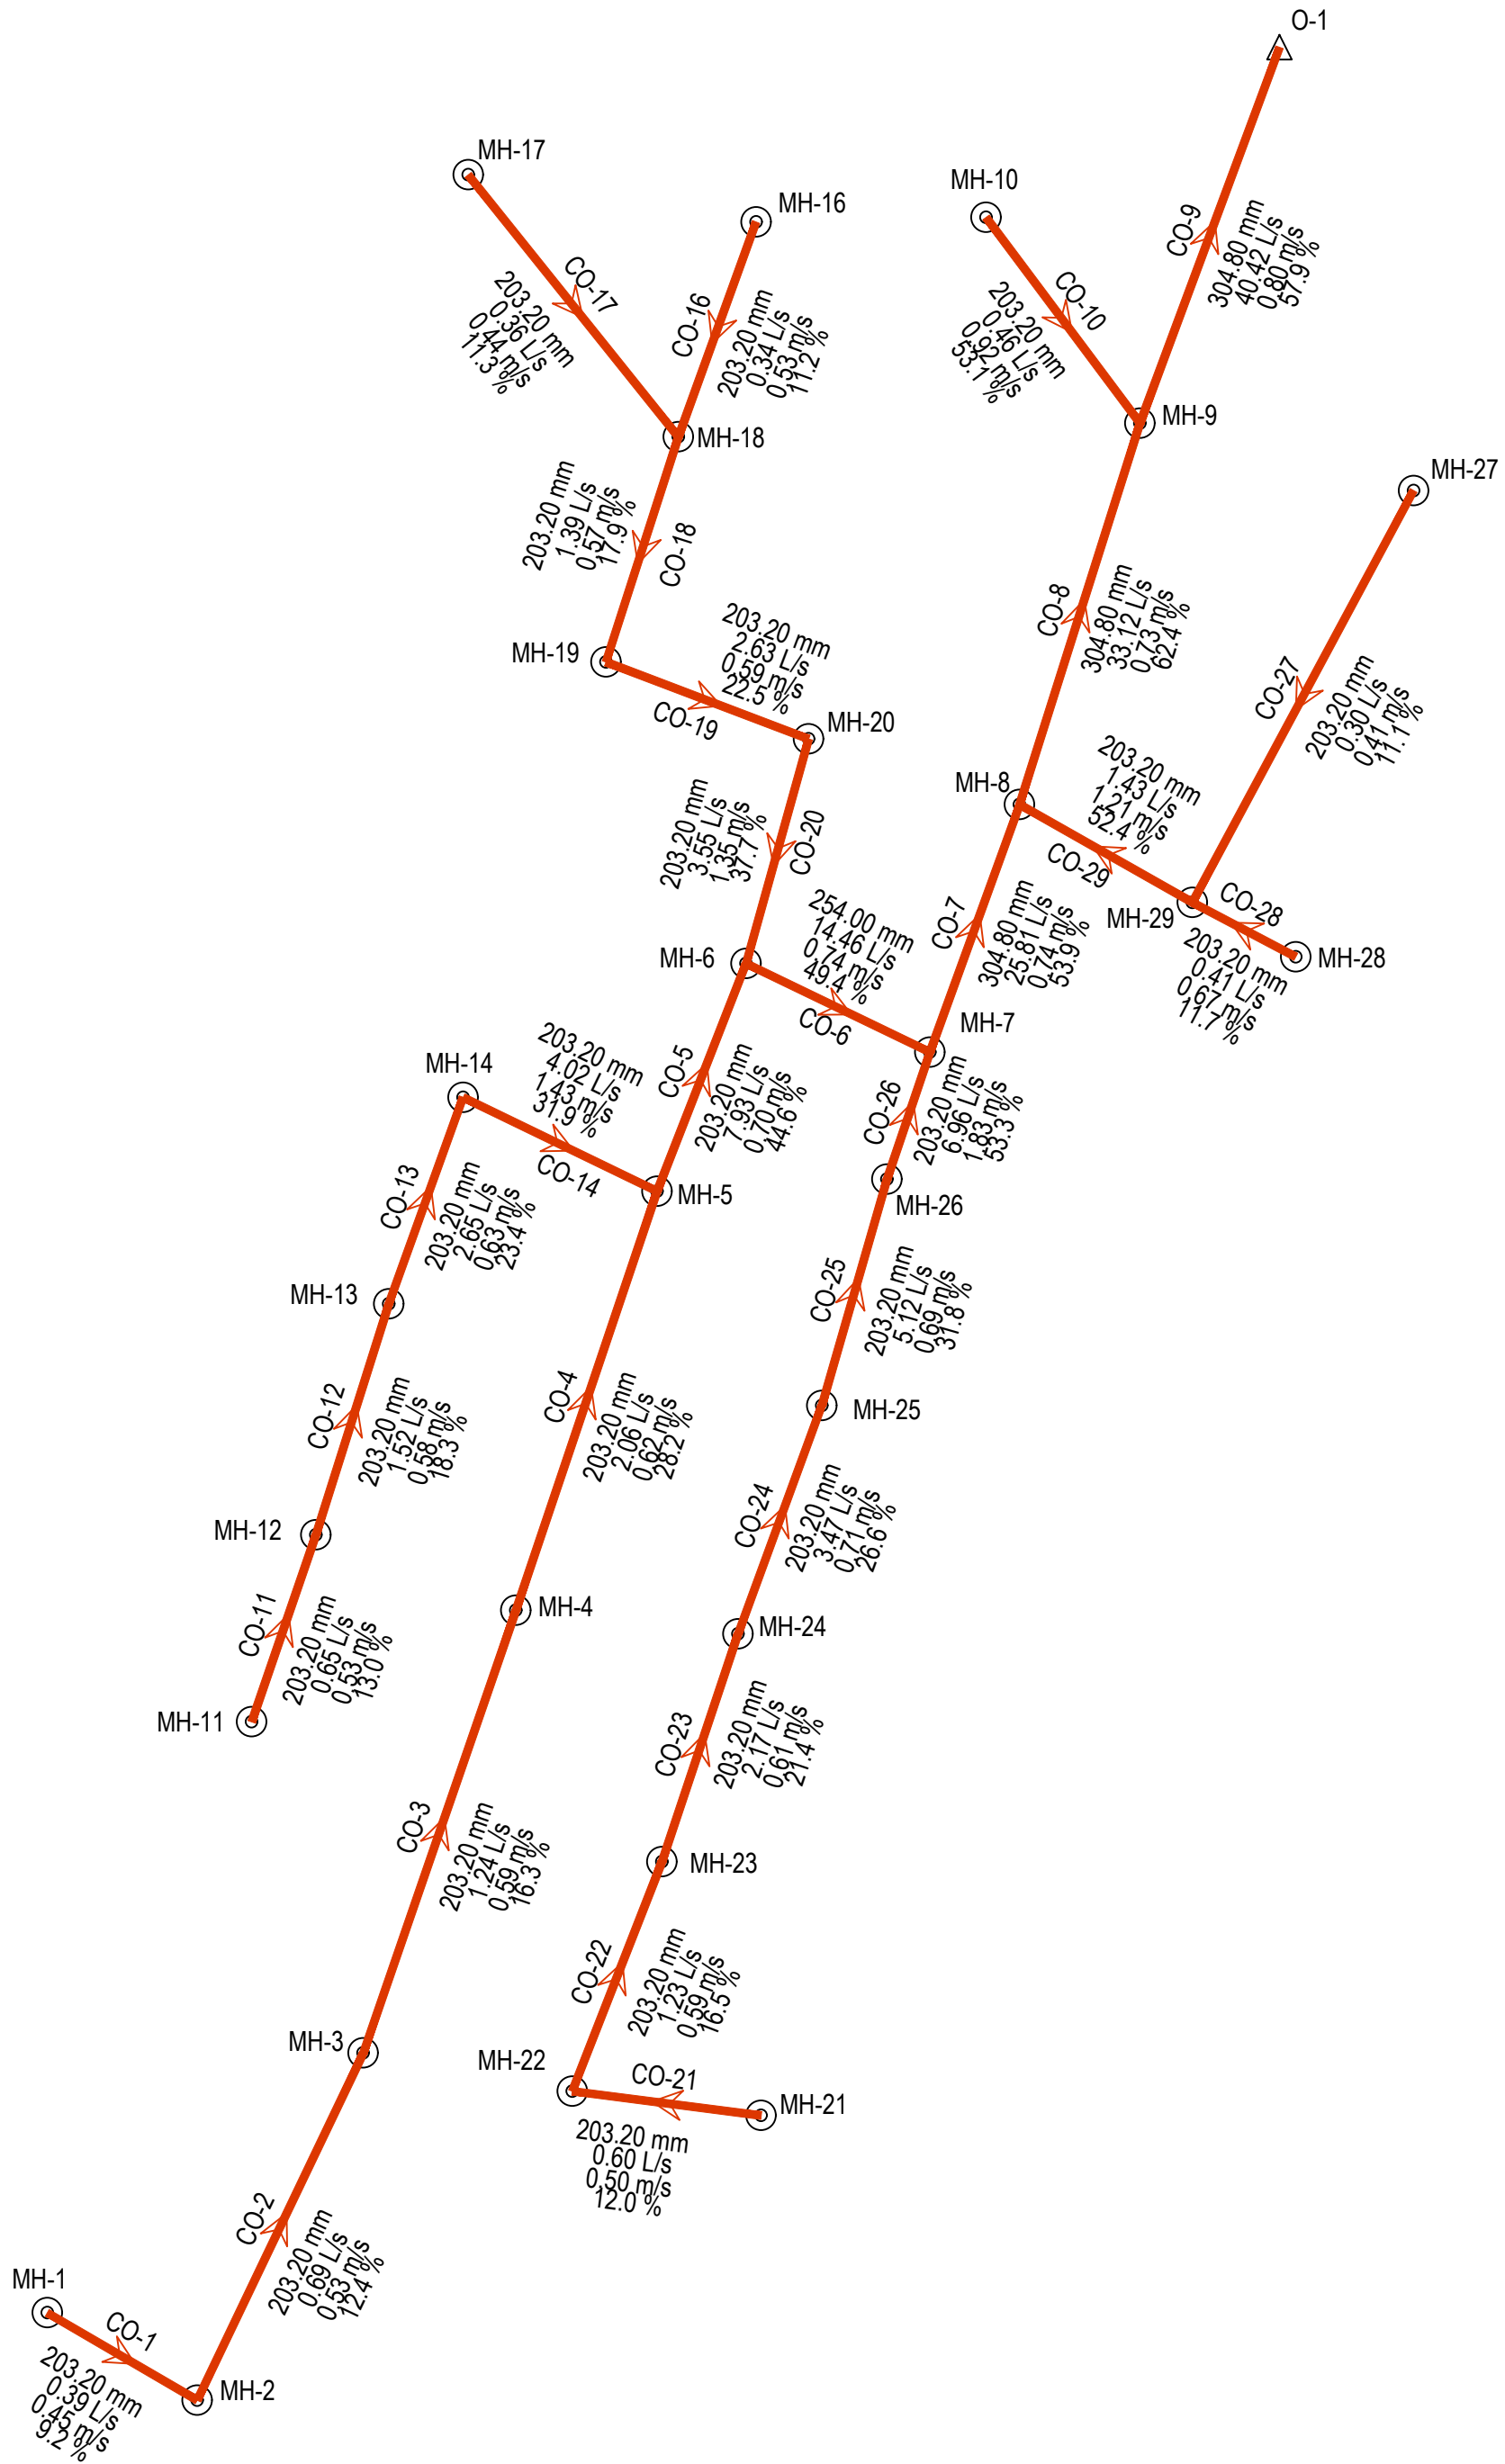 O-1
MH-17
MH-16
MH-10
CO-9
304.80 mm
40.42 L/s
0.80 m/s
57.9 %
CO-17
203.20 mm
0.36 L/s
0.44 m/s
11.3 %
CO-16
203.20 mm
0.34 L/s
0.53 m/s
11.2 %
CO-10
203.20 mm
0.46 L/s
0.92 m/s
53.1 %
MH-9
MH-18
MH-27
203.20 mm
1.39 L/s
0.57 m/s
17.9 %
CO-18
CO-8
304.80 mm
33.12 L/s
0.73 m/s
62.4 %
MH-19
203.20 mm
2.63 L/s
0.59 m/s
22.5 %
CO-19
MH-20
CO-27
203.20 mm
0.30 L/s
0.41 m/s
11.1 %
MH-8
203.20 mm
1.43 L/s
1.21 m/s
52.4 %
CO-29
203.20 mm
3.55 L/s
1.35 m/s
37.7 %
CO-20
MH-29
CO-28
203.20 mm
0.41 L/s
0.67 m/s
11.7 %
MH-28
CO-7
304.80 mm
25.81 L/s
0.74 m/s
53.9 %
MH-6
254.00 mm
14.46 L/s
0.74 m/s
49.4 %
CO-6
MH-7
MH-14
203.20 mm
4.02 L/s
1.43 m/s
31.9 %
CO-14
CO-5
203.20 mm
7.93 L/s
0.70 m/s
44.6 %
CO-26
203.20 mm
6.96 L/s
1.83 m/s
53.3 %
MH-5
MH-26
CO-13
203.20 mm
2.65 L/s
0.63 m/s
23.4 %
MH-13
CO-25
203.20 mm
5.12 L/s
0.69 m/s
31.8 %
MH-25
CO-12
203.20 mm
1.52 L/s
0.58 m/s
18.3 %
CO-4
203.20 mm
2.06 L/s
0.62 m/s
28.2 %
MH-12
CO-24
203.20 mm
3.47 L/s
0.71 m/s
26.6 %
MH-4
MH-24
CO-11
203.20 mm
0.65 L/s
0.53 m/s
13.0 %
MH-11
CO-23
203.20 mm
2.17 L/s
0.61 m/s
21.4 %
MH-23
CO-3
203.20 mm
1.24 L/s
0.59 m/s
16.3 %
CO-22
203.20 mm
1.23 L/s
0.59 m/s
16.5 %
MH-3
MH-22
CO-21
MH-21
203.20 mm
0.60 L/s
0.50 m/s
12.0 %
CO-2
203.20 mm
0.69 L/s
0.53 m/s
12.4 %
MH-1
CO-1
203.20 mm
0.39 L/s
0.45 m/s
9.2 %
MH-2